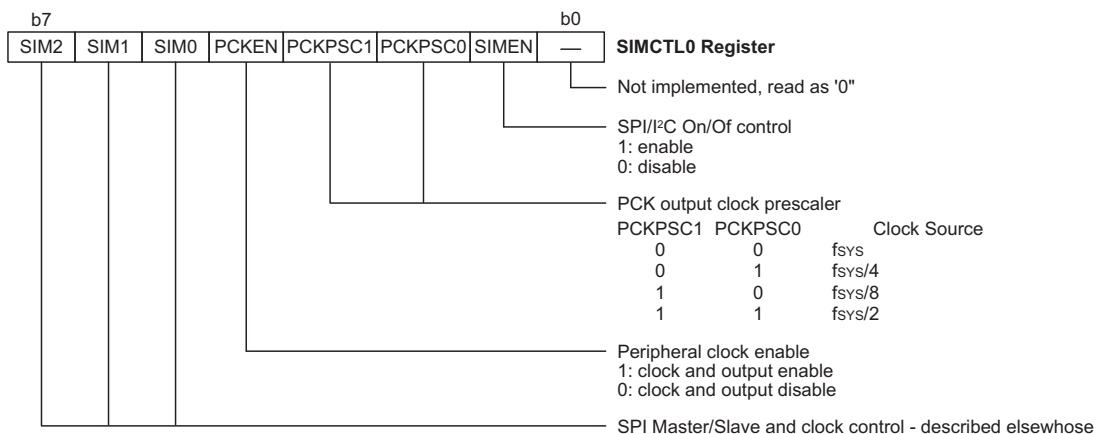 b7 b0
SIM2 SIM1 SIM0 PCKEN PCKPSC1 PCKPSC0 SIMEN — SIMCTL0 Register
Not implemented, read as '0"
SPI/I²C On/Of control
1: enable
0: disable
PCK output clock prescaler
PCKPSC1 PCKPSC0 Clock Source
0 0 fSYS
0 1 fSYS/4
1 0 fSYS/8
1 1 fSYS/2
Peripheral clock enable
1: clock and output enable
0: clock and output disable
SPI Master/Slave and clock control - described elsewhose